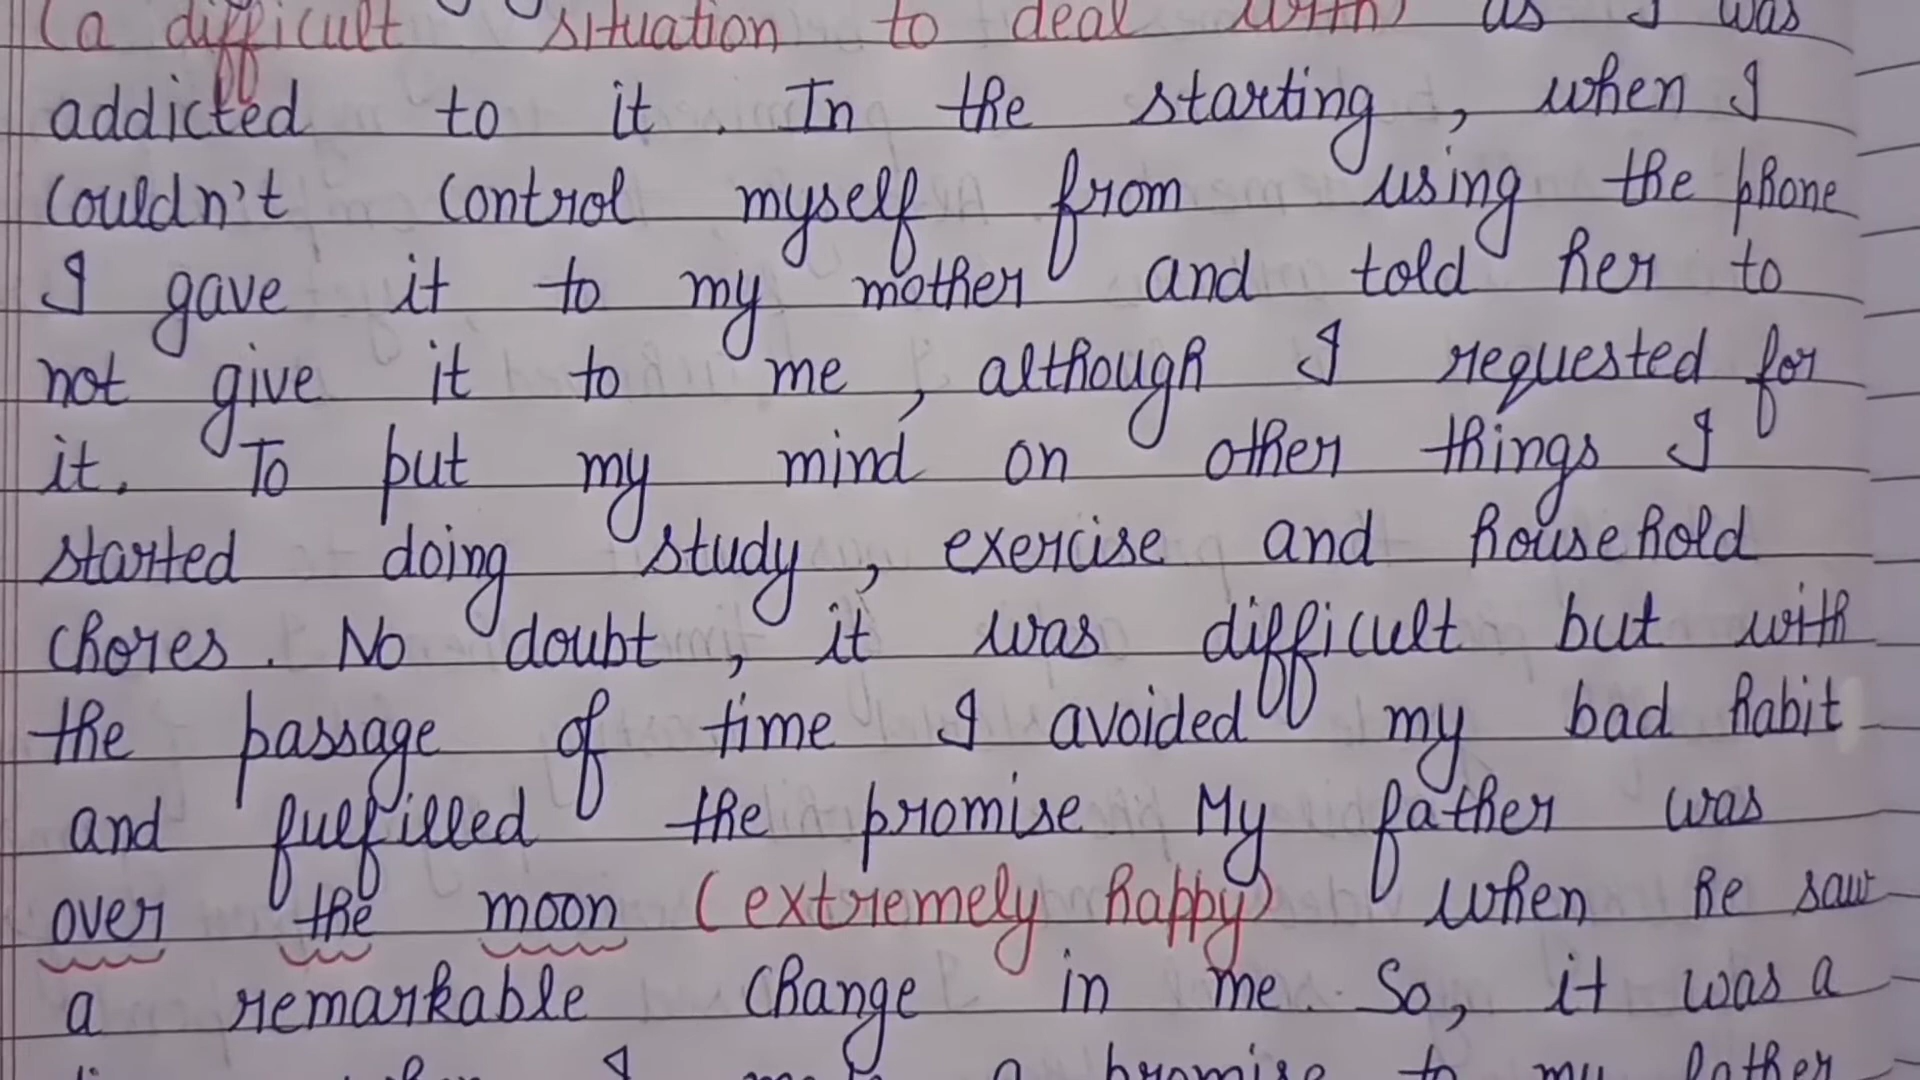 (a difficult situation to deal with) as I was
addicted to it. In the starting, when I
couldn't control myself from using the phone
I gave it to my mother and told her to
not give it to me, although I requested for
it. To put my mind on other things I
started doing study, exercise and household
chores. No doubt, it was difficult but with
the passage of time I avoided my bad habit
and fulfilled the promise My father was
over the moon (extremely happy) when he saw
a remarkable change in me. So, it was a
a promise to my father